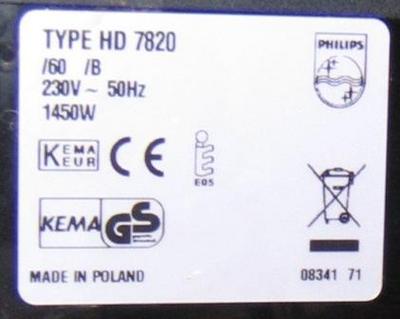 TYPE HD 7820
/60 /B
230V ~ 50Hz
1450W
PHILIPS
KEMA
KEUR
CE
E05
KEMA GS
MADE IN POLAND
08341 71